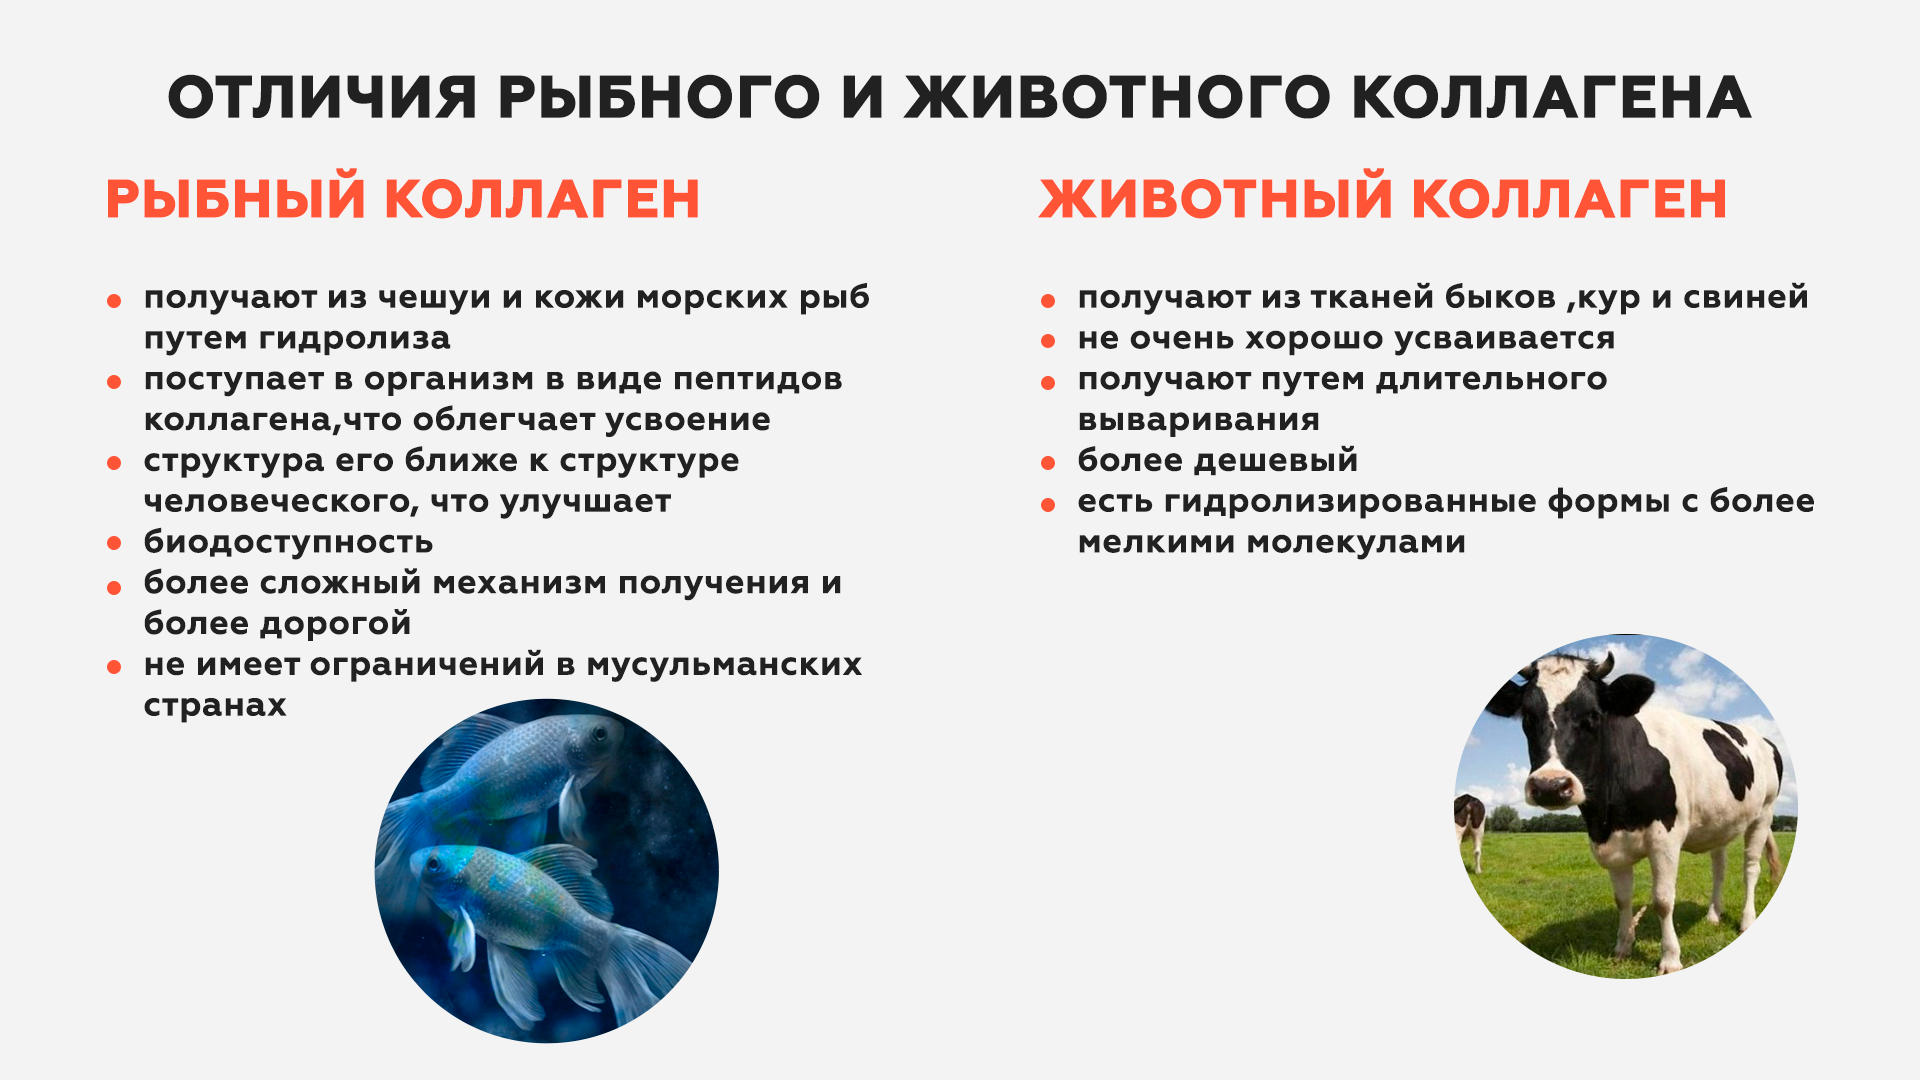 ОТЛИЧИЯ РЫБНОГО И ЖИВОТНОГО КОЛЛАГЕНА
РЫБНЫЙ КОЛЛАГЕН
получают из чешуи и кожи морских рыб
путем гидролиза
поступает в организм в виде пептидов
коллагена,что облегчает усвоение
структура его ближе к структуре
человеческого, что улучшает
биодоступность
более сложный механизм получения и
более дорогой
не имеет ограничений в мусульманских
странах
ЖИВОТНЫЙ КОЛЛАГЕН
получают из тканей быков ,кур и свиней
не очень хорошо усваивается
получают путем длительного
вываривания
более дешевый
есть гидролизированные формы с более
мелкими молекулами